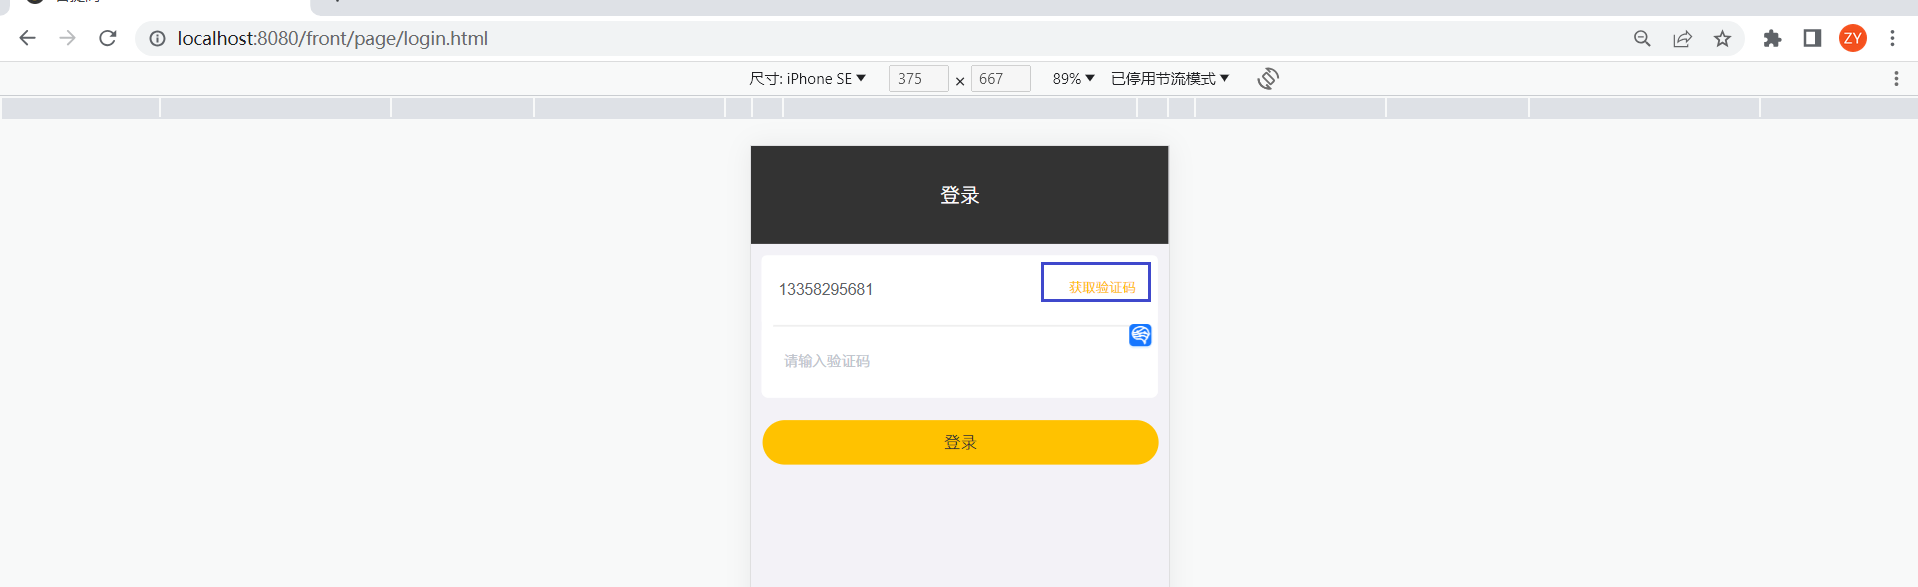 localhost:8080/front/page/login.html
ZY
尺寸: iPhone SE ▼ 375 × 667 89% ▼ 已停用节流模式 ▼
登录
13358295681 获取验证码
请输入验证码
登录